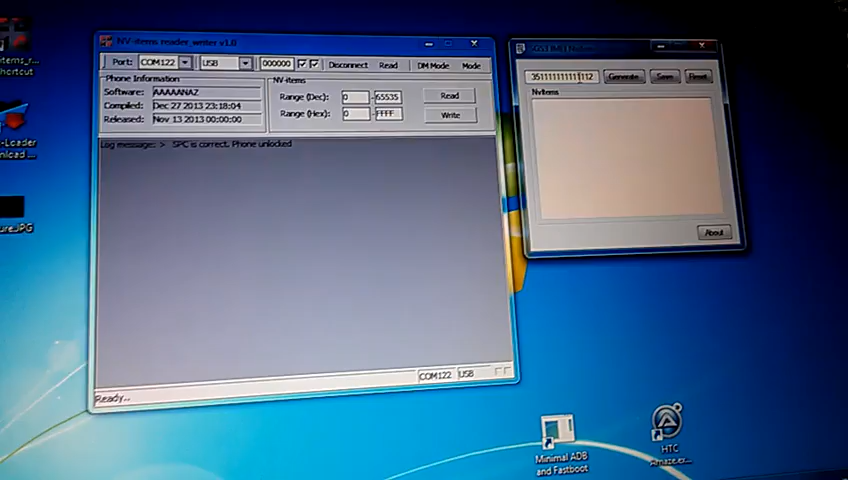 NV-items reader_writer v1.0
Port: COM122 USB 000000 Disconnect Read DM Mode Mode
Phone Information
Software: AAAAANAZ
Compiled: Dec 27 2013 23:18:04
Released: Nov 13 2013 00:00:00
NV-items
Range (Dec): 0 -65535 Read
Range (Hex): 0 -FFFF Write
Log message: > SPC is correct. Phone unlocked
COM122 USB
Ready..
Generate Save Reset
NvItems
About
shortcut
Minimal ADB
and Fastboot
HTC